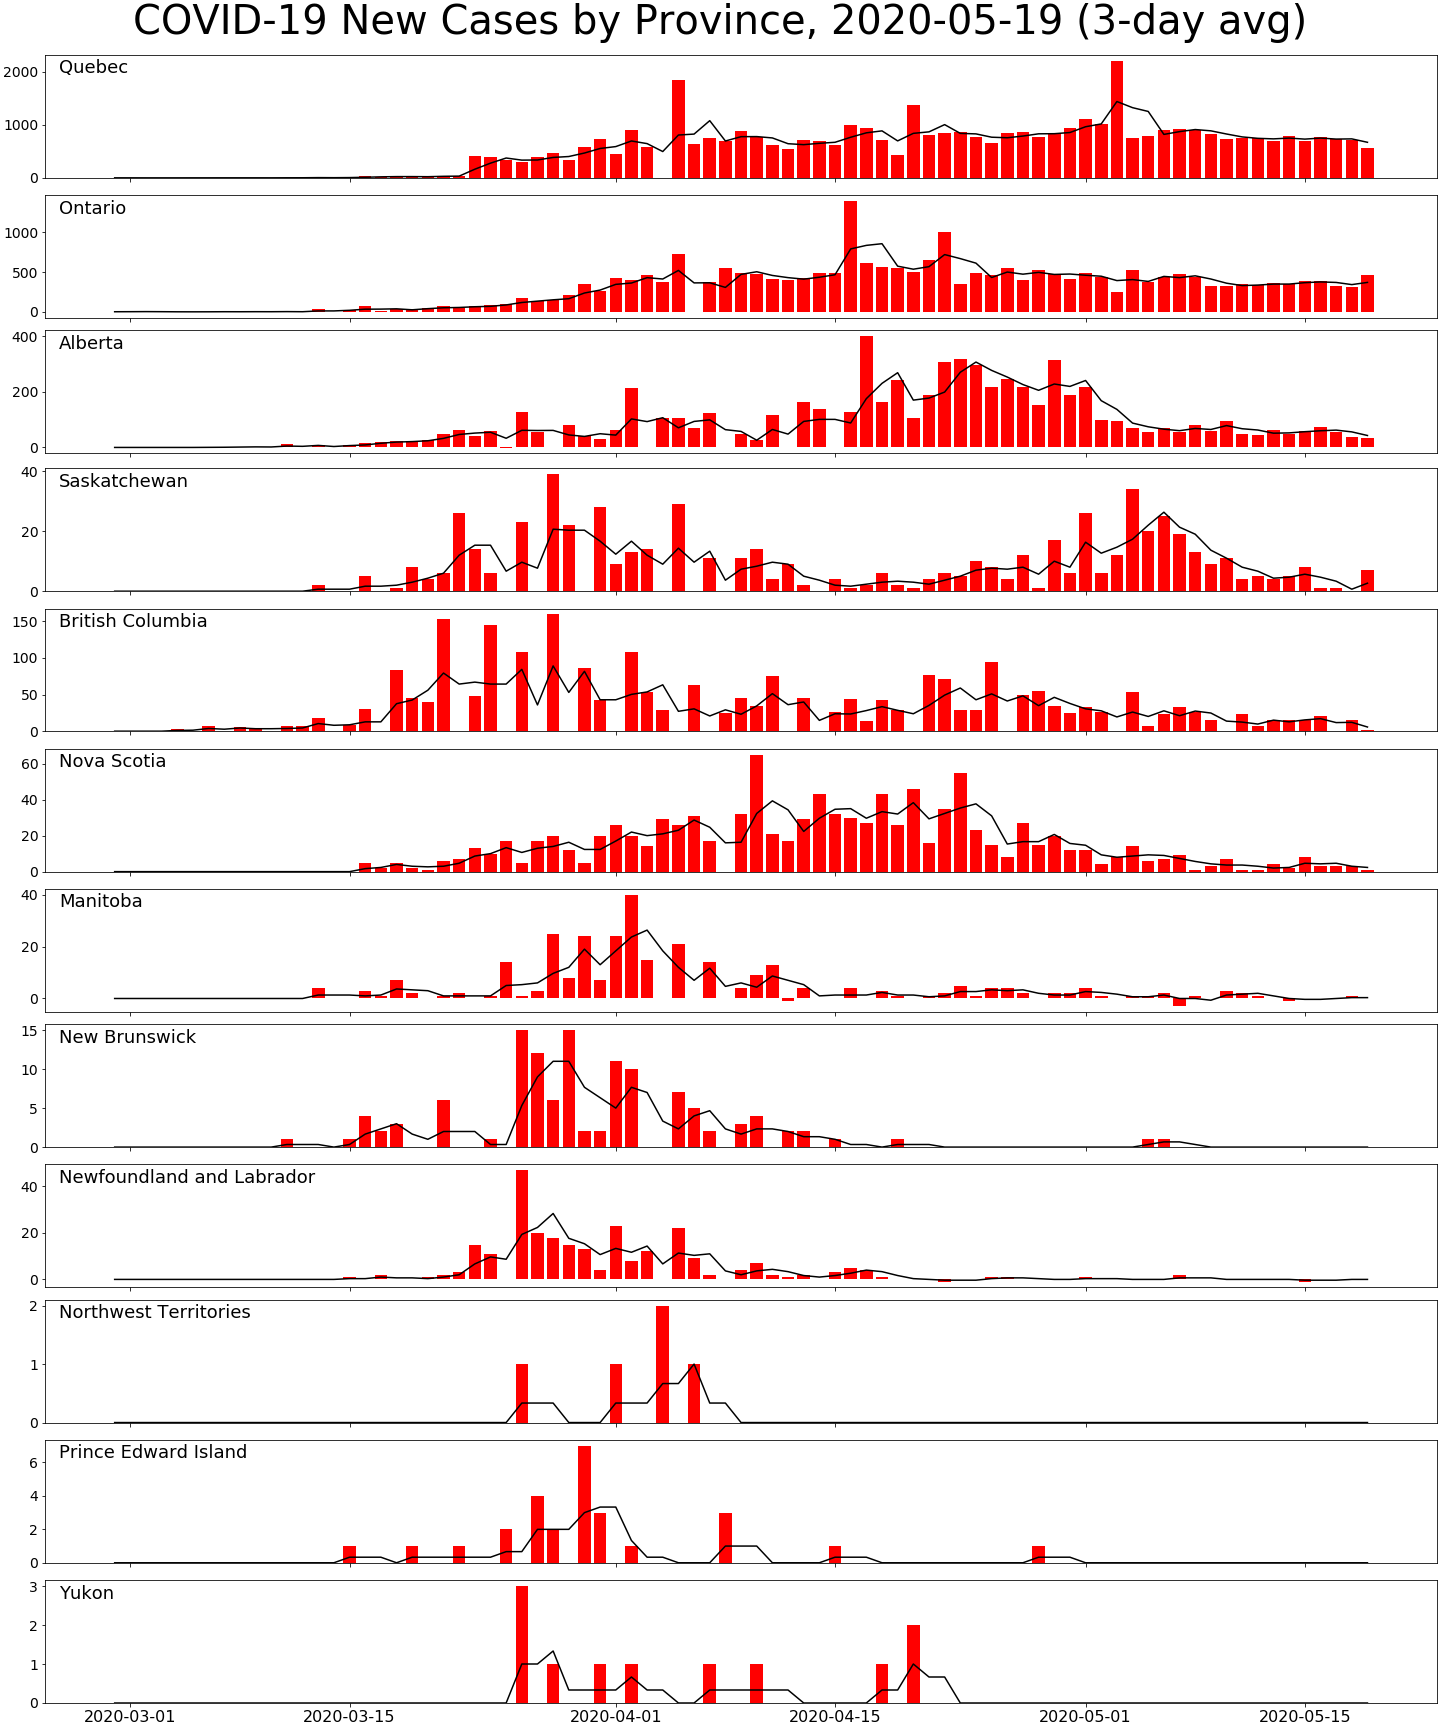 COVID-19 New Cases by Province, 2020-05-19 (3-day avg)
Quebec
2000
1000
0
Ontario
1000
500
0
Alberta
400
200
0
Saskatchewan
40
20
0
British Columbia
150
100
50
0
Nova Scotia
60
40
20
0
Manitoba
40
20
0
New Brunswick
15
10
5
0
Newfoundland and Labrador
40
20
0
Northwest Territories
2
1
0
Prince Edward Island
6
4
2
0
Yukon
3
2
1
0
2020-03-01 2020-03-15 2020-04-01 2020-04-15 2020-05-01 2020-05-15